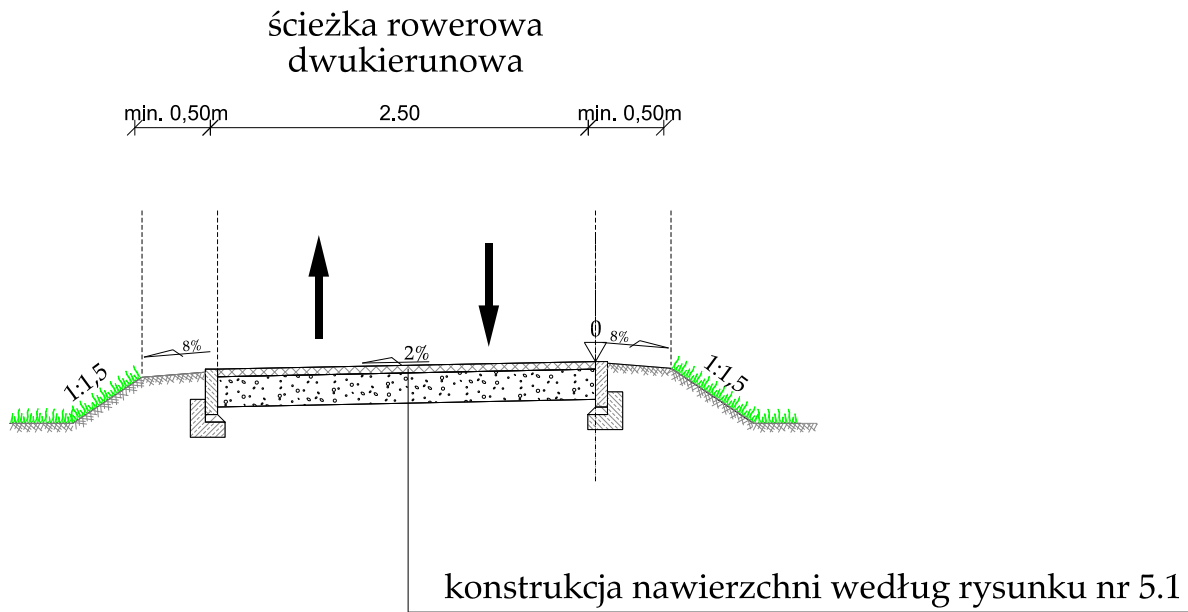 ścieżka rowerowa
dwukierunowa
min. 0,50m 2.50 min. 0,50m
8% 2% 0 8%
1:1,5 1:1,5
konstrukcja nawierzchni według rysunku nr 5.1